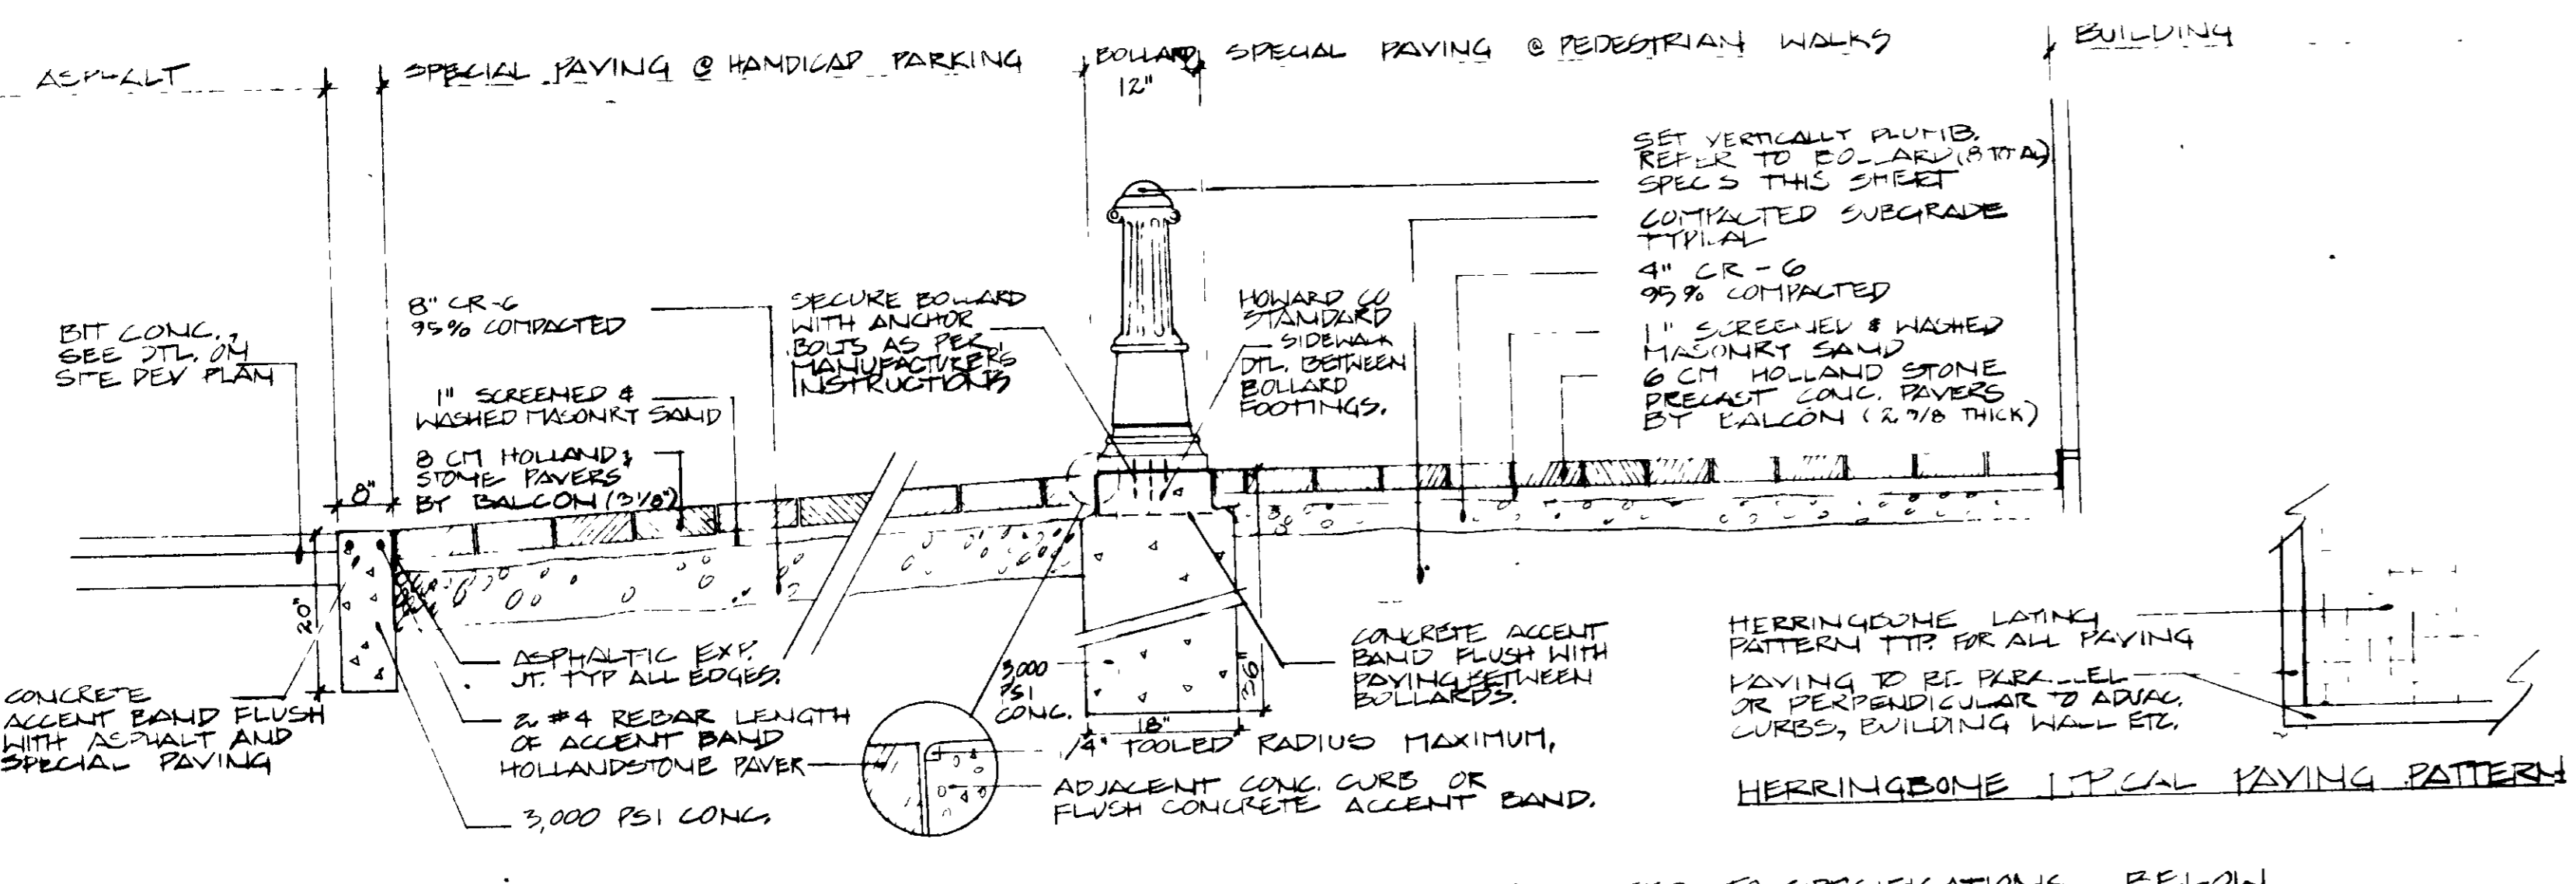 ASPHALT
SPECIAL PAVING @ HANDICAP PARKING
BOLLARD
12"
SPECIAL PAVING @ PEDESTRIAN WALKS
BUILDING
SET VERTICALLY PLUMB.
REFER TO BOLLARD (8 TOTAL)
SPECS THIS SHEET
COMPACTED SUBGRADE
TYPICAL
4" CR-6
95% COMPACTED
1" SCREENED & WASHED
MASONRY SAND
6 CM HOLLAND STONE
PRECAST CONC. PAVERS
BY BALCON (2 3/8 THICK)
8" CR-6
95% COMPACTED
1" SCREENED &
WASHED MASONRY SAND
8 CM HOLLAND
STONE PAVERS
BY BALCON (3 1/8")
BIT CONC.,
SEE DTL. ON
SITE DEV PLAN
SECURE BOLLARD
WITH ANCHOR
BOLTS AS PER
MANUFACTURERS
INSTRUCTIONS
HOWARD CO
STANDARD
SIDEWALK
DTL. BETWEEN
BOLLARD
FOOTINGS.
8"
20"
CONCRETE
ACCENT BAND FLUSH
WITH ASPHALT AND
SPECIAL PAVING
ASPHALTIC EXP.
JT. TYP ALL EDGES.
2 #4 REBAR LENGTH
OF ACCENT BAND
HOLLANDSTONE PAVER
3,000 PSI CONC.
3,000
PSI
CONC.
18"
36"
1/4" TOOLED RADIUS MAXIMUM,
ADJACENT CONC. CURB OR
FLUSH CONCRETE ACCENT BAND.
CONCRETE ACCENT
BAND FLUSH WITH
PAVING BETWEEN
BOLLARDS.
HERRINGBONE LAYING
PATTERN TYP. FOR ALL PAVING
PAVING TO BE PARALLEL
OR PERPENDICULAR TO ADJAC.
CURBS, BUILDING WALL ETC.
HERRINGBONE TYPICAL PAVING PATTERN
SPECIFICATIONS BELOW